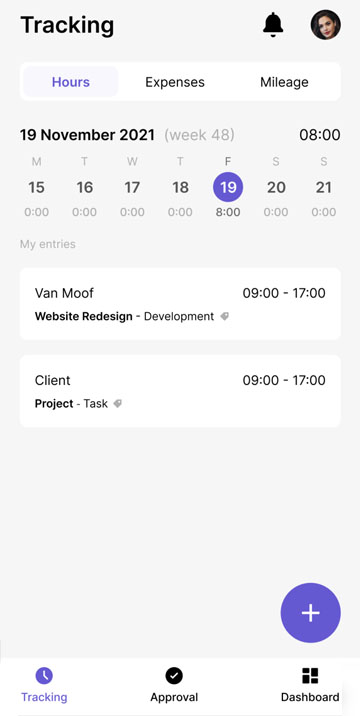 Tracking
Hours Expenses Mileage
19 November 2021 (week 48) 08:00
M T W T F S S
15 16 17 18 19 20 21
0:00 0:00 0:00 0:00 8:00 0:00 0:00
My entries
Van Moof 09:00 - 17:00
Website Redesign - Development
Client 09:00 - 17:00
Project - Task
Tracking Approval Dashboard